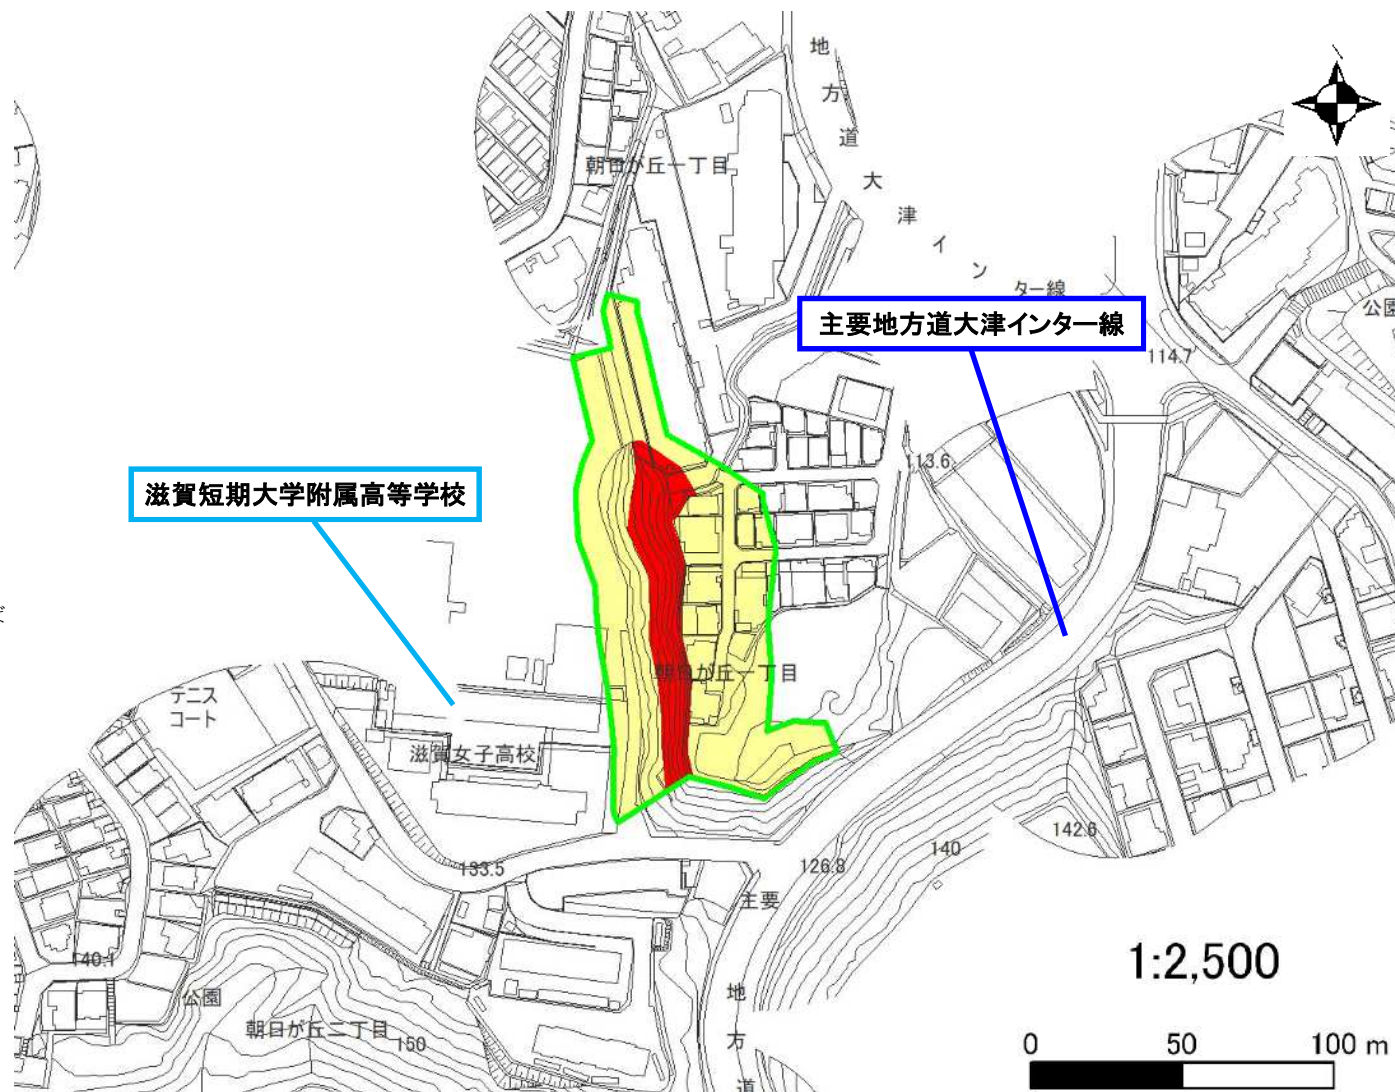 地
方
道
大
津
イ
ン
ター線
朝日が丘一丁目
主要地方道大津インター線
公園
114.7
113.6
滋賀短期大学附属高等学校
朝日が丘一丁目
テニス
コート
滋賀女子高校
133.5
126.8
140
142.6
主要
140.1
公園
朝日が丘二丁目
150
地
方
道
1:2,500
0 50 100 m